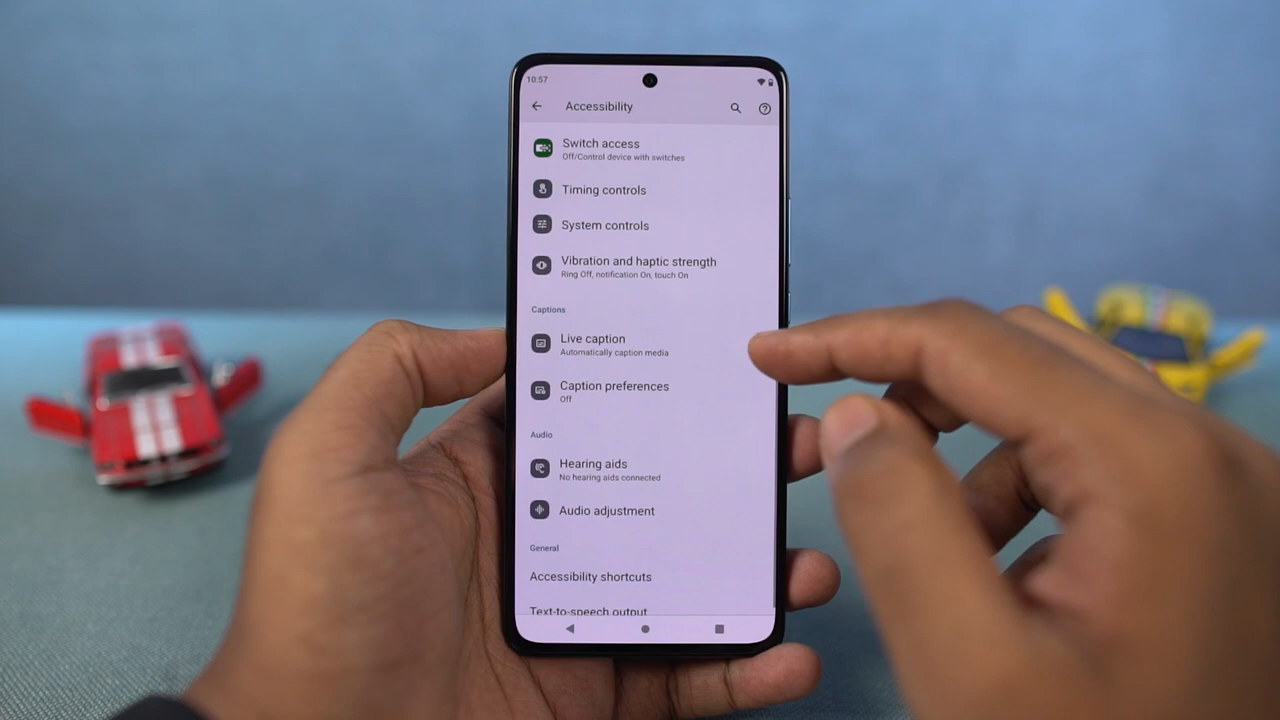 10:57
Accessibility
Switch access
Off/Control device with switches
Timing controls
System controls
Vibration and haptic strength
Ring Off, notification On, touch On
Captions
Live caption
Automatically caption media
Caption preferences
Off
Audio
Hearing aids
No hearing aids connected
Audio adjustment
General
Accessibility shortcuts
Text-to-speech output